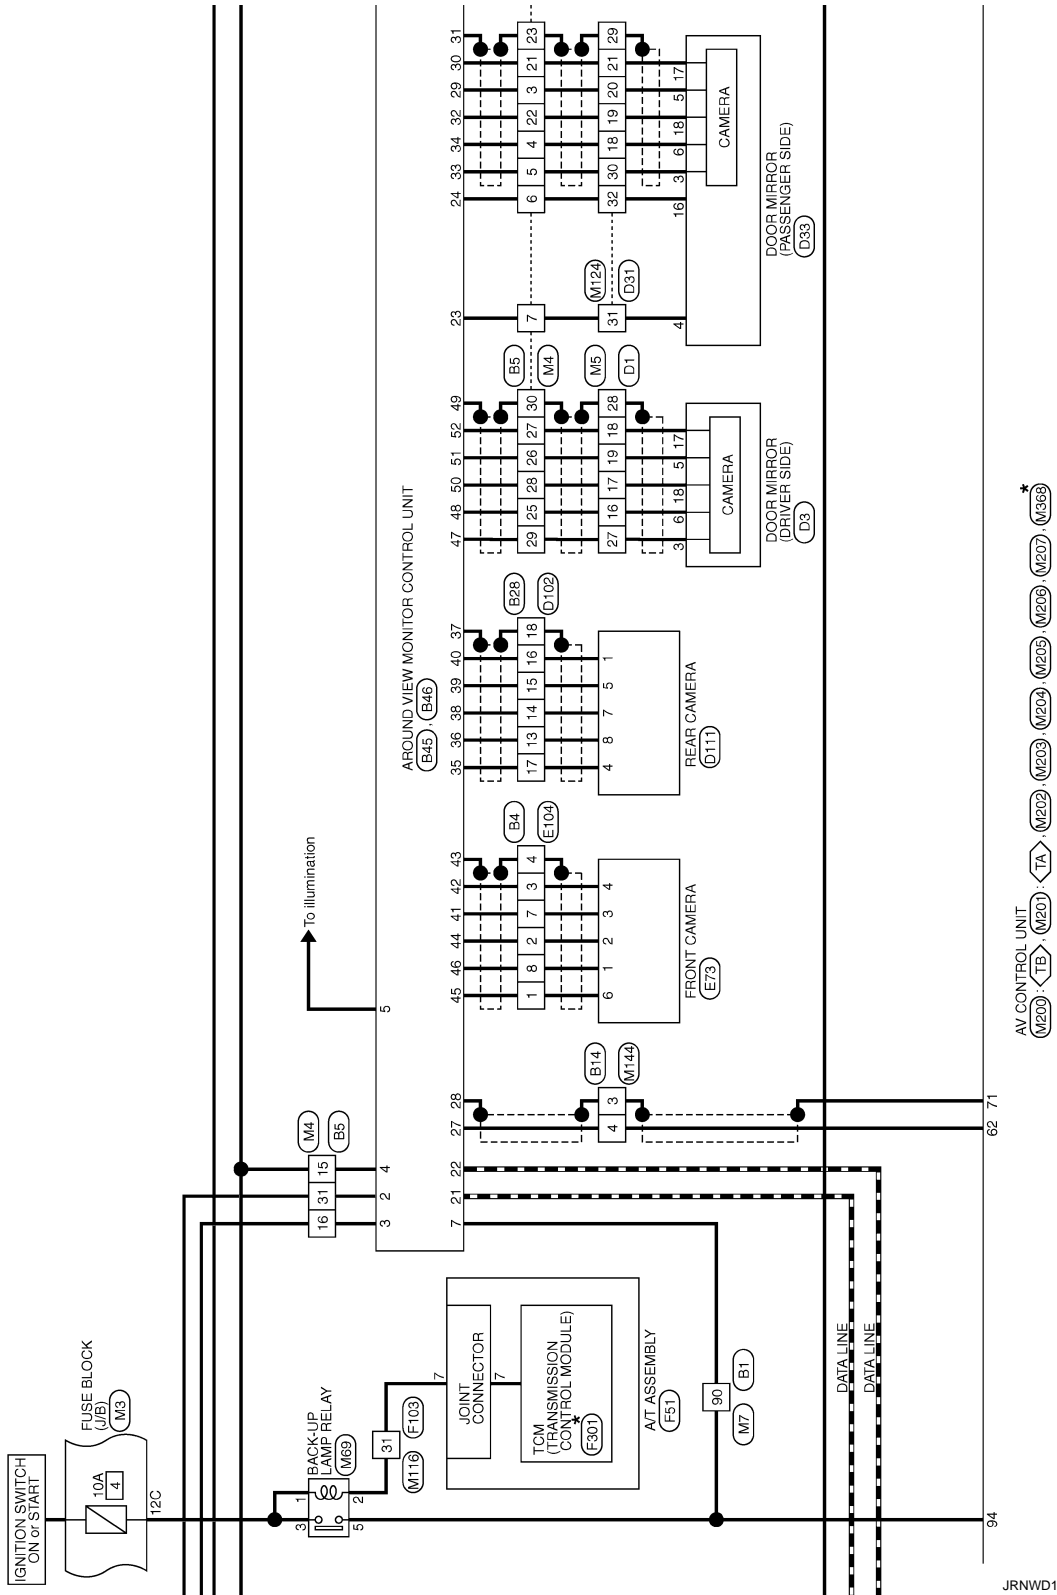 IGNITION SWITCH
ON or START
FUSE BLOCK
(J/B)
M3
10A
4
12C
BACK-UP
LAMP RELAY
M69
1
2
3
5
M116
31
F103
7
JOINT
CONNECTOR
7
TCM
(TRANSMISSION
CONTROL MODULE)
*
F301
A/T ASSEMBLY
F51
M7
90
B1
94
M4
B5
16 31 15
3 2 4
5
To illumination
AROUND VIEW MONITOR CONTROL UNIT
B45 , B46
7 21 22 27 28
DATA LINE
DATA LINE
B14
M144
4 3
62 71
45 46 44 41 42 43
B4
E104
1 8 2 7 3 4
6 1 2 3 4
FRONT CAMERA
E73
35 36 38 39 40 37
B28
D102
17 13 14 15 16 18
4 8 7 5 1
REAR CAMERA
D111
47 48 50 51 52 49
B5
M4
29 25 28 26 27 30
M5
D1
27 16 17 19 18 28
3 6 18 5 17
CAMERA
DOOR MIRROR
(DRIVER SIDE)
D3
23 24 33 34 32 29 30 31
7 6 5 4 22 3 21 23
M124
D31
31 32 30 18 19 20 21 29
4 16 3 6 18 5 17
CAMERA
DOOR MIRROR
(PASSENGER SIDE)
D33
AV CONTROL UNIT
M200 : TB , M201 : TA , M202 , M203 , M204 , M205 , M206 , M207 , M368 *
JRNWD1